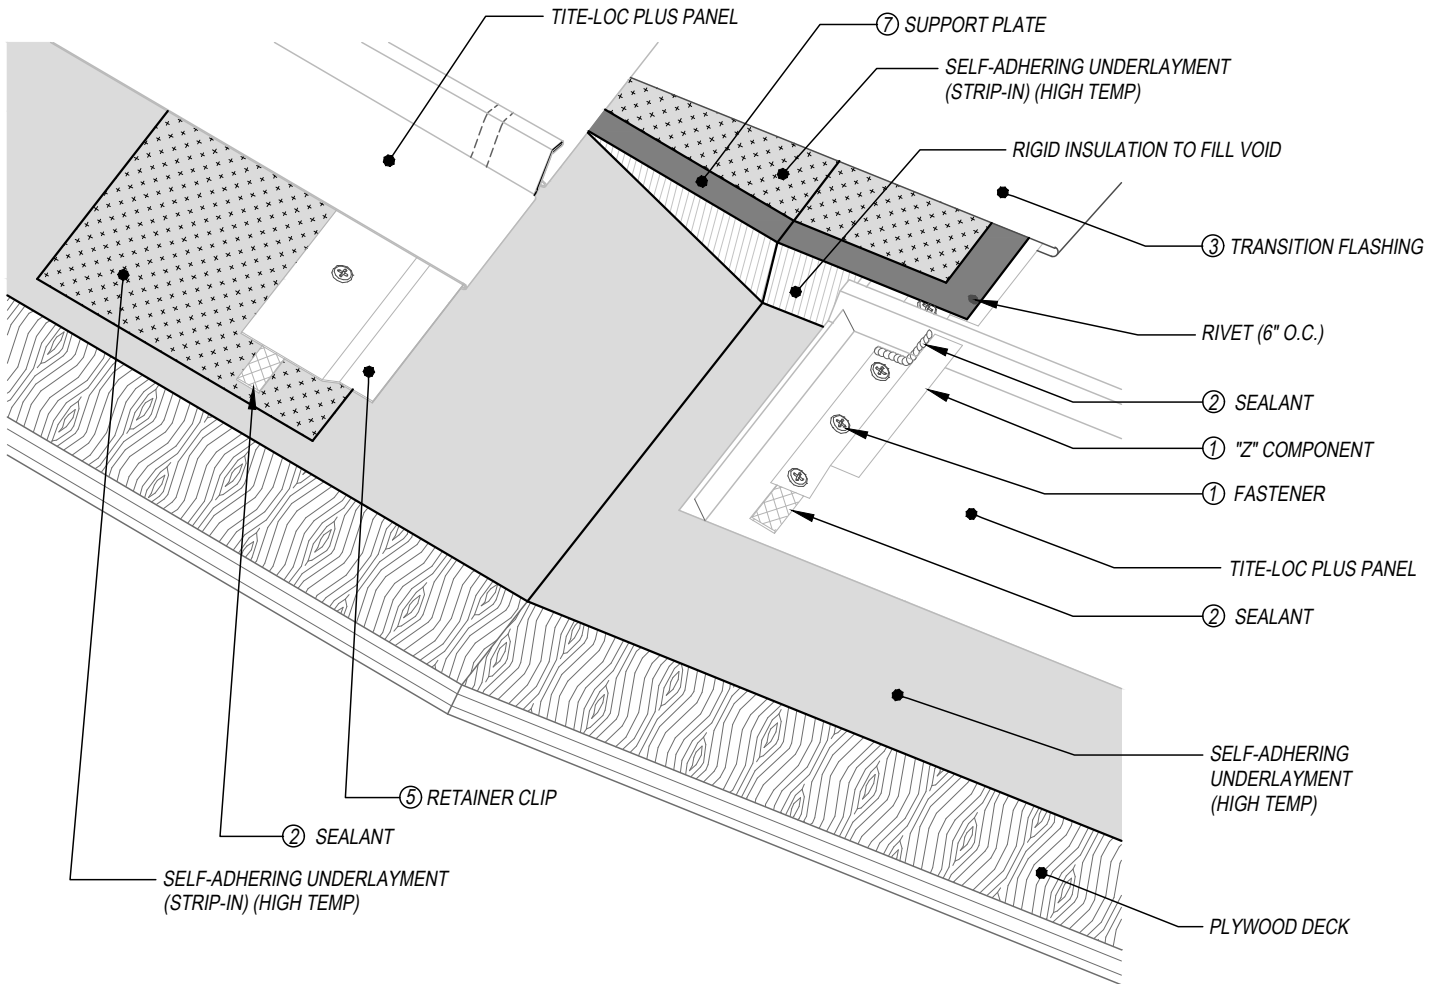 TITE-LOC PLUS PANEL
7 SUPPORT PLATE
SELF-ADHERING UNDERLAYMENT
(STRIP-IN) (HIGH TEMP)
RIGID INSULATION TO FILL VOID
3 TRANSITION FLASHING
RIVET (6" O.C.)
2 SEALANT
1 "Z" COMPONENT
1 FASTENER
TITE-LOC PLUS PANEL
2 SEALANT
SELF-ADHERING
UNDERLAYMENT
(HIGH TEMP)
5 RETAINER CLIP
2 SEALANT
SELF-ADHERING UNDERLAYMENT
(STRIP-IN) (HIGH TEMP)
PLYWOOD DECK